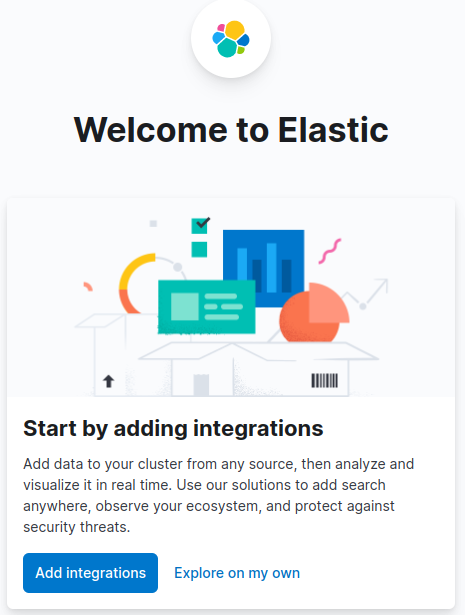 Welcome to Elastic
Start by adding integrations
Add data to your cluster from any source, then analyze and
visualize it in real time. Use our solutions to add search
anywhere, observe your ecosystem, and protect against
security threats.
Add integrations
Explore on my own